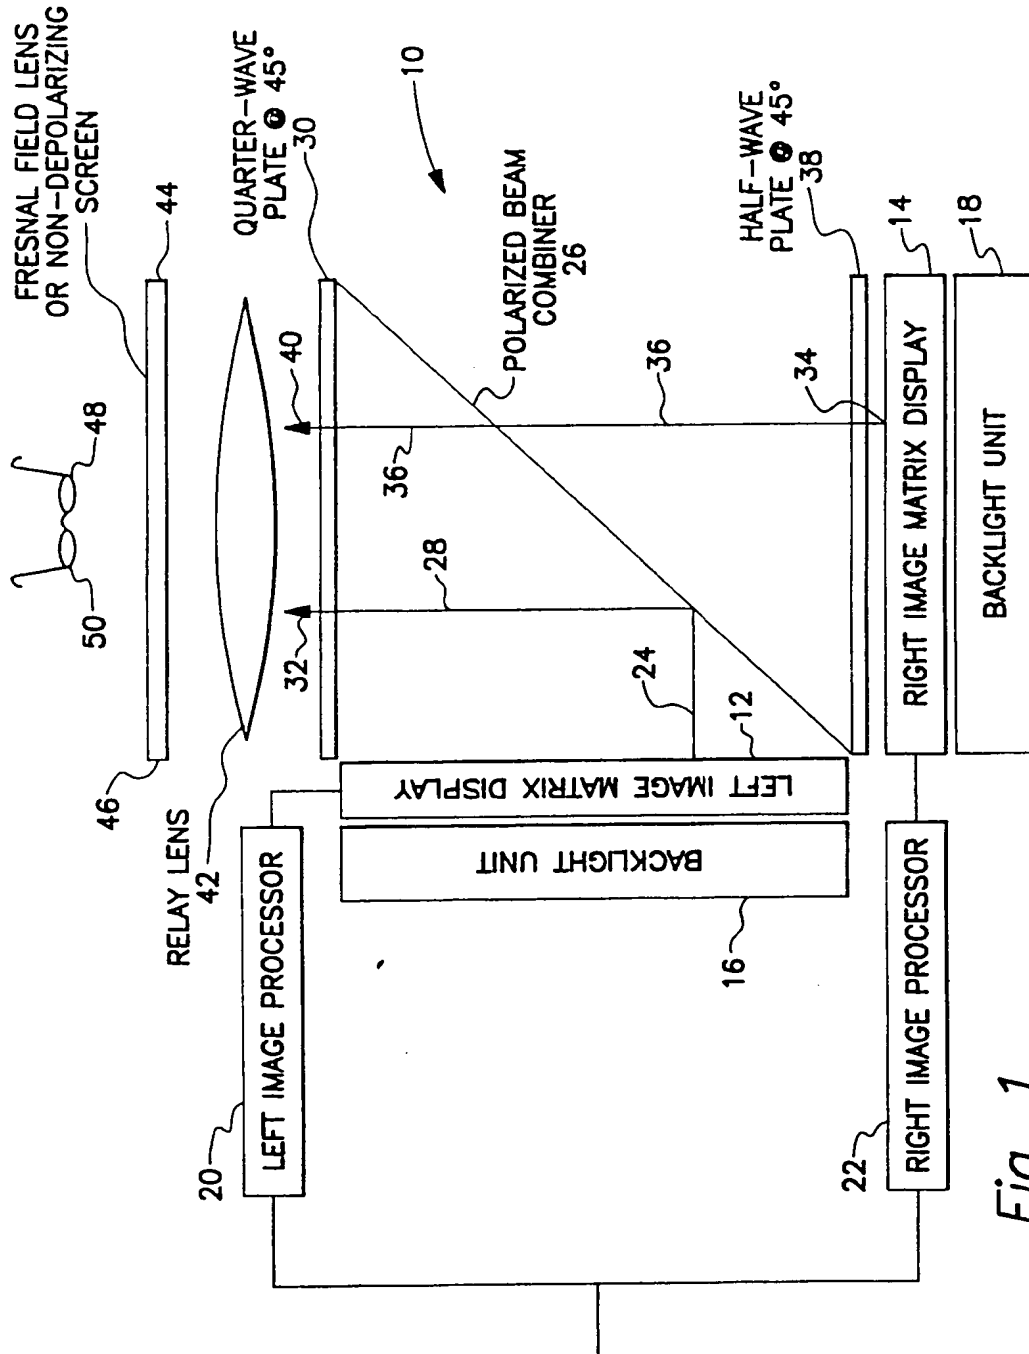 FRESNAL FIELD LENS
OR NON-DEPOLARIZING
SCREEN
44
46
48
50
RELAY LENS
42
QUARTER-WAVE
PLATE @ 45°
30
10
32
40
36
28
POLARIZED BEAM
COMBINER
26
24
12
36
34
HALF-WAVE
PLATE @ 45°
38
14
18
LEFT IMAGE PROCESSOR
20
LEFT IMAGE MATRIX DISPLAY
BACKLIGHT UNIT
16
RIGHT IMAGE MATRIX DISPLAY
BACKLIGHT UNIT
RIGHT IMAGE PROCESSOR
22
Fig. 1